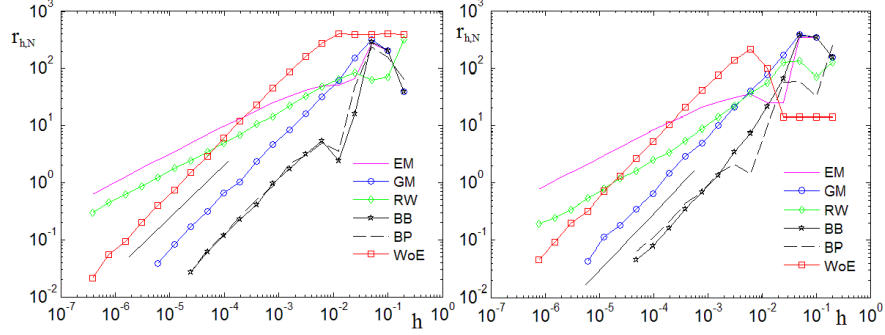 r_{h,N}
10^3
10^2
10^1
10^0
10^{-1}
10^{-2}
10^{-7} 10^{-6} 10^{-5} 10^{-4} 10^{-3} 10^{-2} 10^{-1} 10^0
h
EM
GM
RW
BB
BP
WoE
r_{h,N}
10^3
10^2
10^1
10^0
10^{-1}
10^{-2}
10^{-7} 10^{-6} 10^{-5} 10^{-4} 10^{-3} 10^{-2} 10^{-1} 10^0
h
EM
GM
RW
BB
BP
WoE